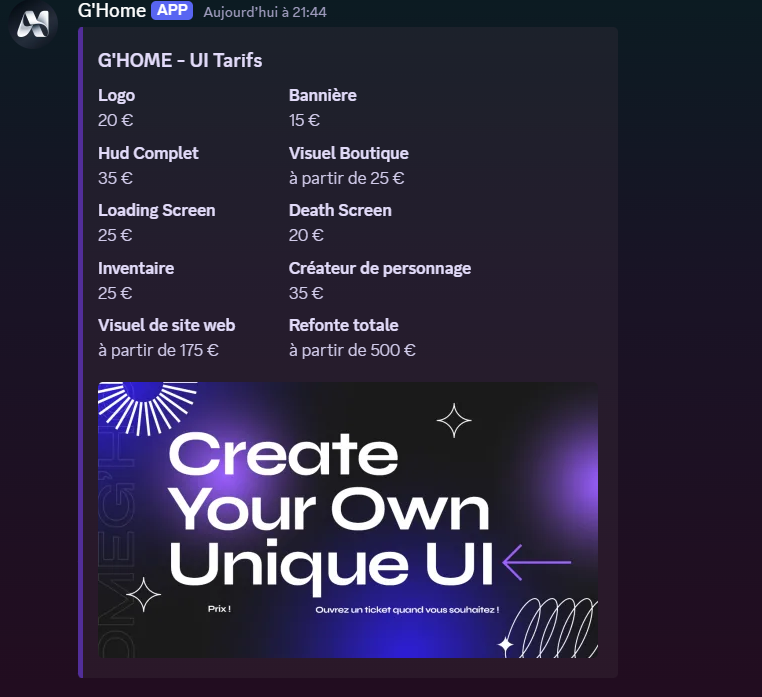 G'Home APP Aujourd'hui à 21:44
G'HOME - UI Tarifs
Logo
20 €
Bannière
15 €
Hud Complet
35 €
Visuel Boutique
à partir de 25 €
Loading Screen
25 €
Death Screen
20 €
Inventaire
25 €
Créateur de personnage
35 €
Visuel de site web
à partir de 175 €
Refonte totale
à partir de 500 €
Create
Your Own
Unique UI
Prix !
Ouvrez un ticket quand vous souhaitez !